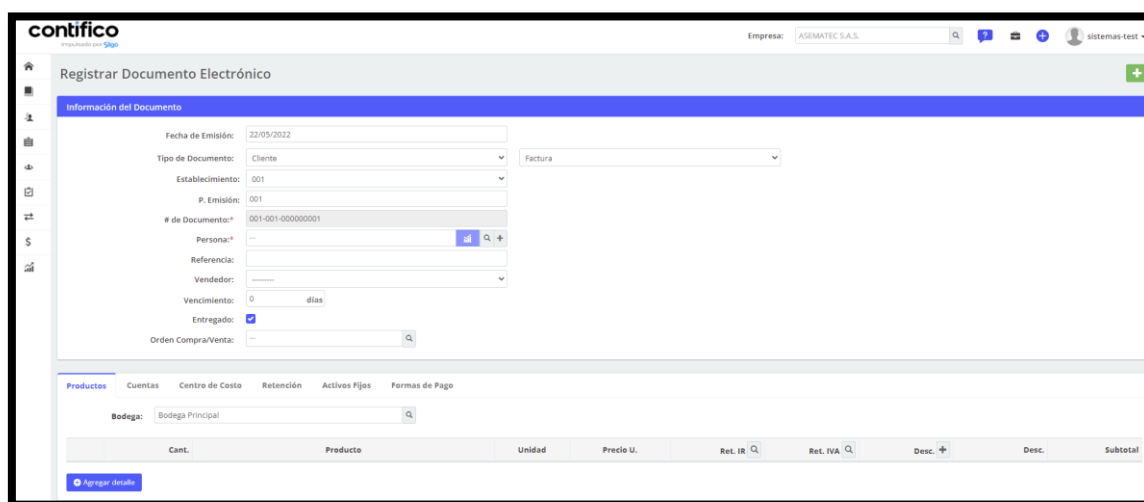 contífico
Impulsado por Siigo
Empresa: ASEMATEC S.A.S. sistemas-test
Registrar Documento Electrónico
Información del Documento
Fecha de Emisión: 22/05/2022
Tipo de Documento: Cliente Factura
Establecimiento: 001
P. Emisión: 001
# de Documento:* 001-001-000000001
Persona:* ---
Referencia:
Vendedor: ---------
Vencimiento: 0 días
Entregado:
Orden Compra/Venta: ---
Productos Cuentas Centro de Costo Retención Activos Fijos Formas de Pago
Bodega: Bodega Principal
Cant. Producto Unidad Precio U. Ret. IR Ret. IVA Desc. Desc. Subtotal
Agregar detalle